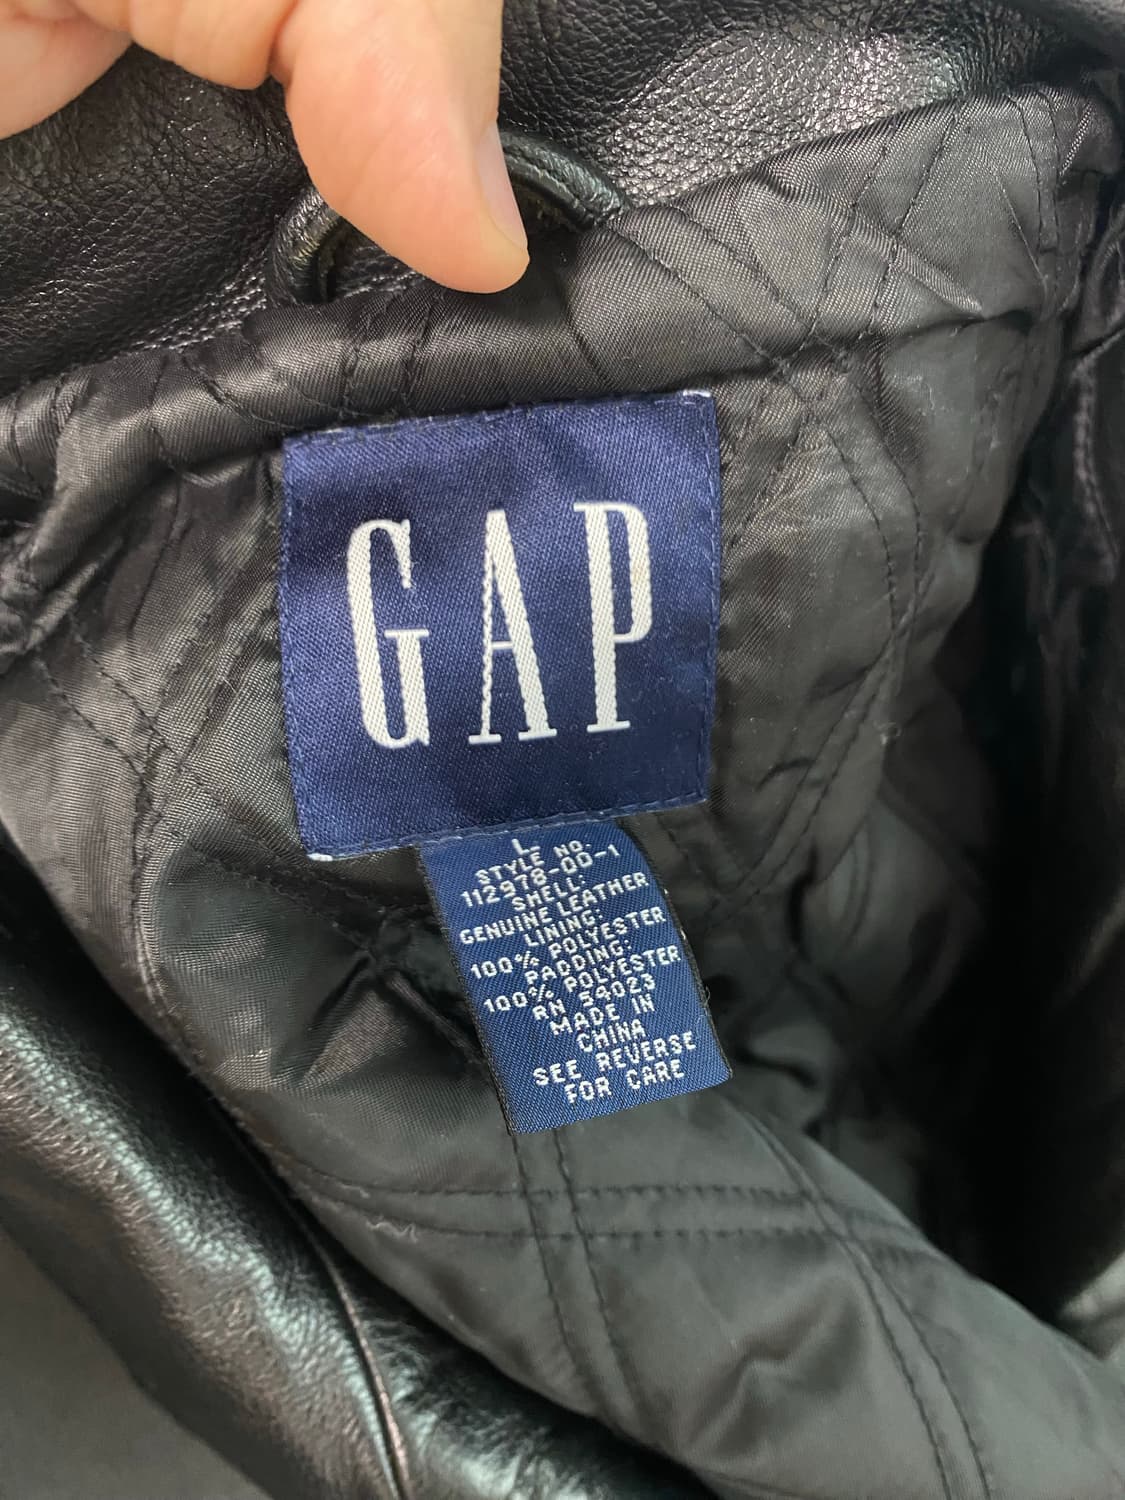 GAP
L
STYLE NO.
112978-00-1
SHELL:
GENUINE LEATHER
LINING:
100% POLYESTER
PADDING:
100% POLYESTER
RN 54023
MADE IN
CHINA
SEE REVERSE
FOR CARE